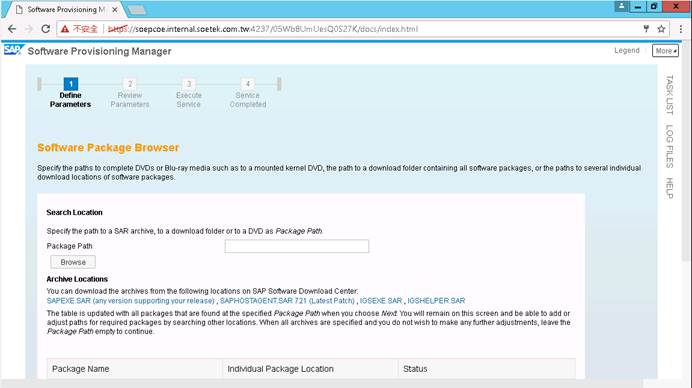 Software Provisioning M
不安全
https://soepcoe.internal.soetek.com.tw:4237/05WbBUmUesQ0S27K/docs/index.html
SAP Software Provisioning Manager
Legend
More
1
2
3
4
Define Parameters
Review Parameters
Execute Service
Service Completed
TASK LIST
LOG FILES
HELP
Software Package Browser
Specify the paths to complete DVDs or Blu-ray media such as to a mounted kernel DVD, the path to a download folder containing all software packages, or the paths to several individual
download locations of software packages.
Search Location
Specify the path to a SAR archive, to a download folder or to a DVD as Package Path.
Package Path
Browse
Archive Locations
You can download the archives from the following locations on SAP Software Download Center:
SAPEXE.SAR (any version supporting your release) , SAPHOSTAGENT.SAR 721 (Latest Patch) , IGSEXE.SAR , IGSHELPER.SAR
The table is updated with all packages that are found at the specified Package Path when you choose Next. You will remain on this screen and be able to add or
adjust paths for required packages by searching other locations. When all archives are specified and you do not wish to make any further adjustments, leave the
Package Path empty to continue.
Package Name
Individual Package Location
Status